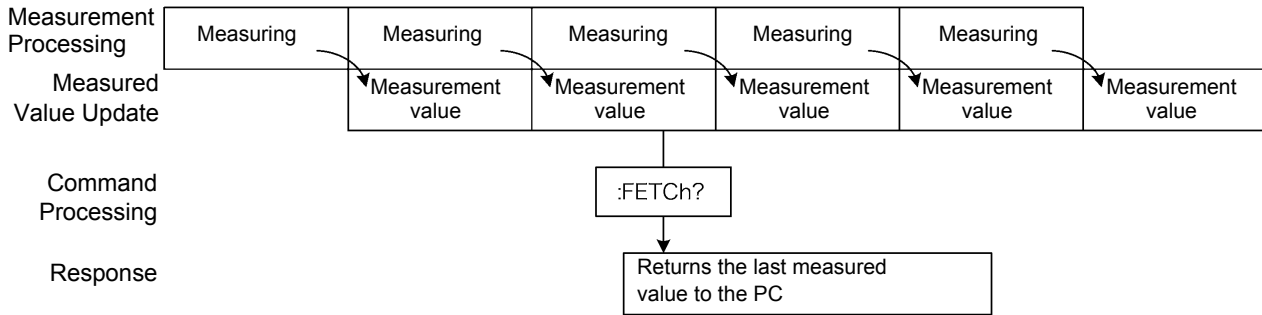 Measurement
Processing
Measuring
Measuring
Measuring
Measuring
Measuring
Measured
Value Update
Measurement
value
Measurement
value
Measurement
value
Measurement
value
Measurement
value
Command
Processing
:FETCh?
Response
Returns the last measured
value to the PC